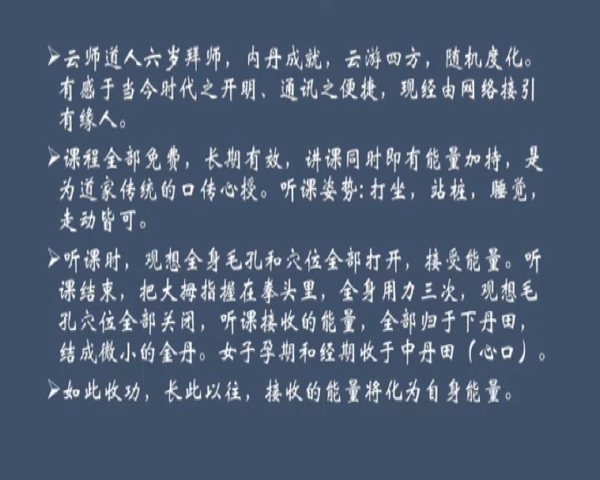 ➢云师道人六岁拜师，内丹成就，云游四方，随机度化。
有感于当今时代之开明、通讯之便捷，现经由网络接引
有缘人。
➢课程全部免费，长期有效，讲课同时即有能量加持，是
为道家传统的口传心授。听课姿势：打坐，站桩，睡觉，
走动皆可。
➢听课时，观想全身毛孔和穴位全部打开，接受能量。听
课结束，把大拇指握在拳头里，全身用力三次，观想毛
孔穴位全部关闭，听课接收的能量，全部归于下丹田，
结成微小的金丹。女子孕期和经期收于中丹田（心口）。
➢如此收功，长此以往，接收的能量将化为自身能量。